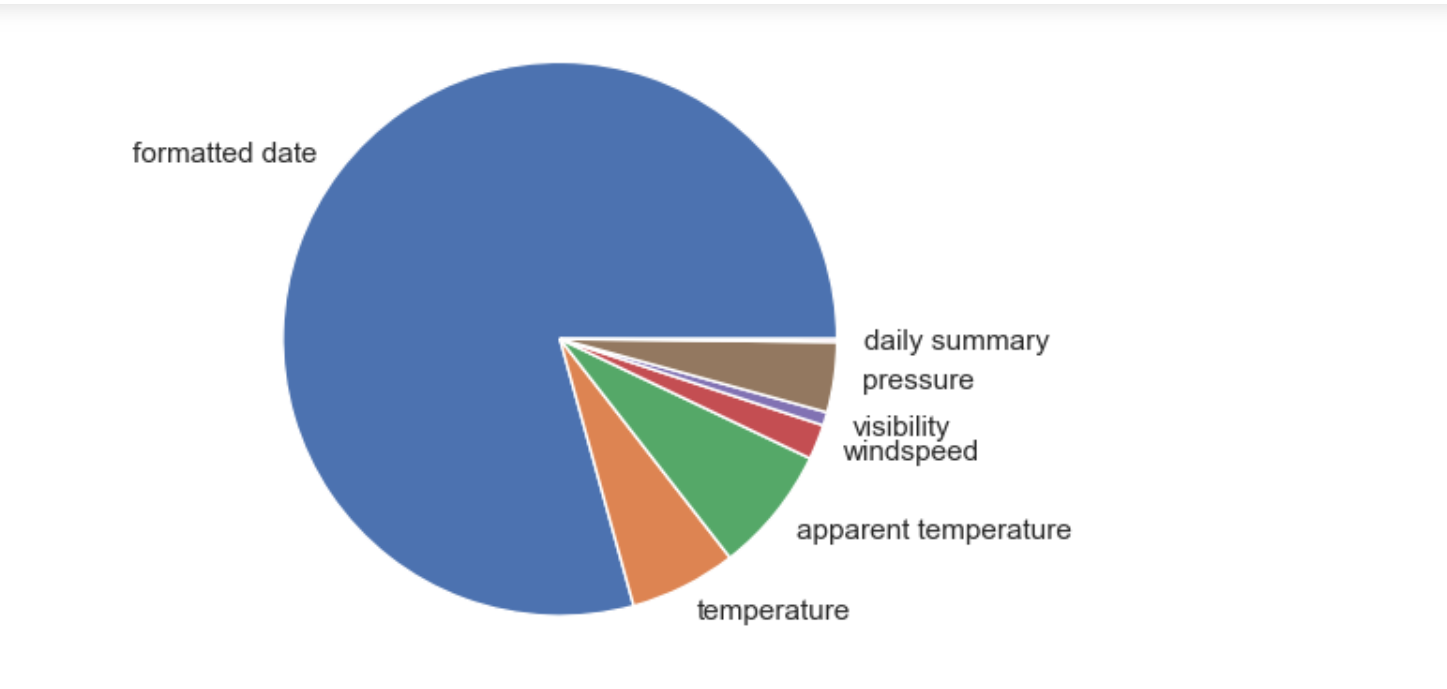 formatted date
daily summary
pressure
visibility
windspeed
apparent temperature
temperature